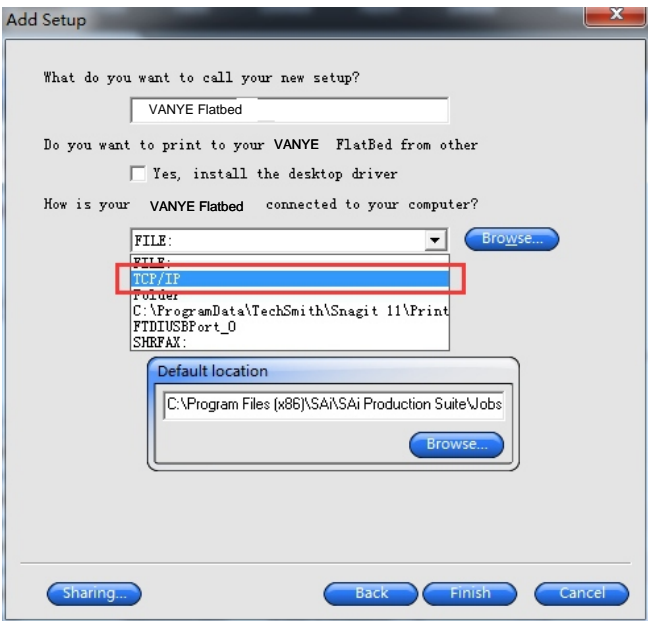 Add Setup
What do you want to call your new setup?
VANYE Flatbed
Do you want to print to your VANYE FlatBed from other
Yes, install the desktop driver
How is your VANYE Flatbed connected to your computer?
FILE:
Browse...
FILE:
TCP/IP
Folder
C:\ProgramData\TechSmith\Snagit 11\Print
FTDIUSBPort_0
SHRFAX:
Default location
C:\Program Files (x86)\SAi\SAi Production Suite\Jobs
Browse...
Sharing... Back Finish Cancel